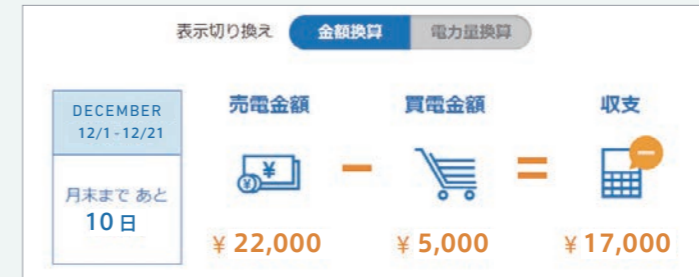 表示切り換え 金額換算 電力量換算
DECEMBER
12/1-12/21
月末まで あと
10日
売電金額 買電金額 収支
¥ ¥ − = −
¥ 22,000 ¥ 5,000 ¥ 17,000